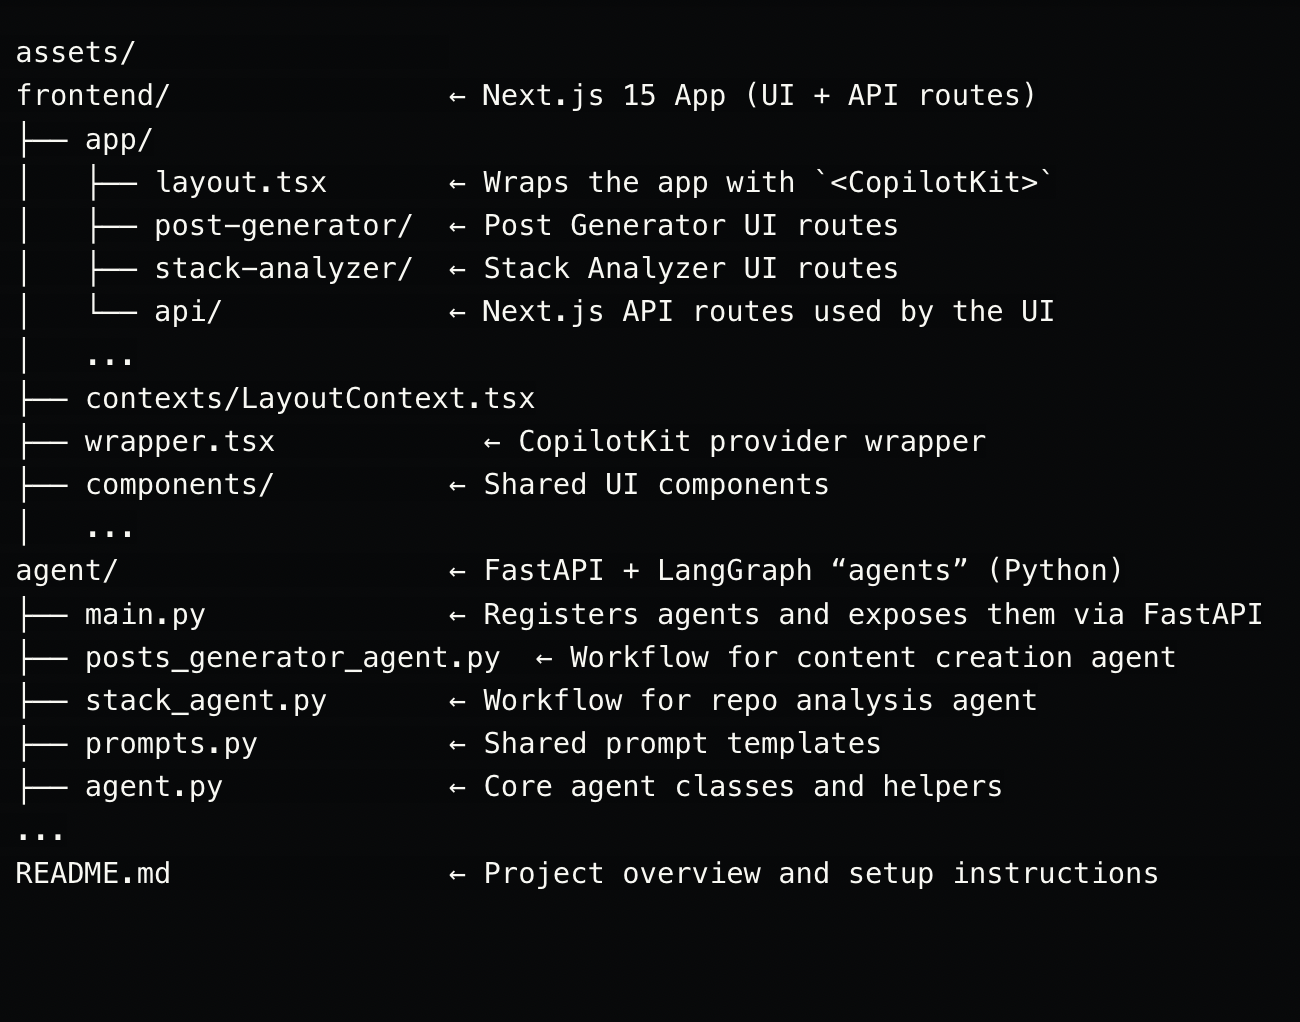 assets/
frontend/                ← Next.js 15 App (UI + API routes)
├── app/
│   ├── layout.tsx       ← Wraps the app with `<CopilotKit>`
│   ├── post-generator/  ← Post Generator UI routes
│   ├── stack-analyzer/  ← Stack Analyzer UI routes
│   └── api/             ← Next.js API routes used by the UI
│   ...
├── contexts/LayoutContext.tsx
├── wrapper.tsx            ← CopilotKit provider wrapper
├── components/          ← Shared UI components
│   ...
agent/                   ← FastAPI + LangGraph “agents” (Python)
├── main.py              ← Registers agents and exposes them via FastAPI
├── posts_generator_agent.py  ← Workflow for content creation agent
├── stack_agent.py       ← Workflow for repo analysis agent
├── prompts.py           ← Shared prompt templates
├── agent.py             ← Core agent classes and helpers
...
README.md                ← Project overview and setup instructions